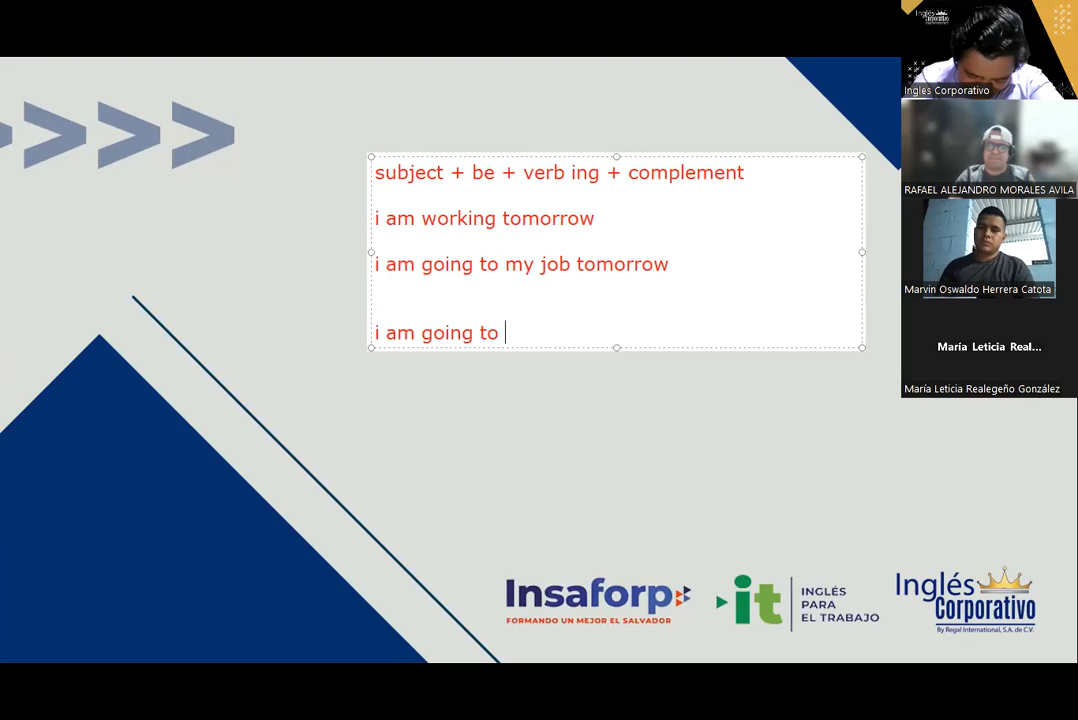 subject + be + verb ing + complement
i am working tomorrow
i am going to my job tomorrow
i am going to
Inglés
Corporativo
Ingles Corporativo
RAFAEL ALEJANDRO MORALES AVILA
Marvin Oswaldo Herrera Catota
María Leticia Real...
María Leticia Realegeño González
Insaforp
FORMANDO UN MEJOR EL SALVADOR
it
INGLÉS
PARA
EL TRABAJO
Inglés
Corporativo
By Regal International, S.A. de C.V.